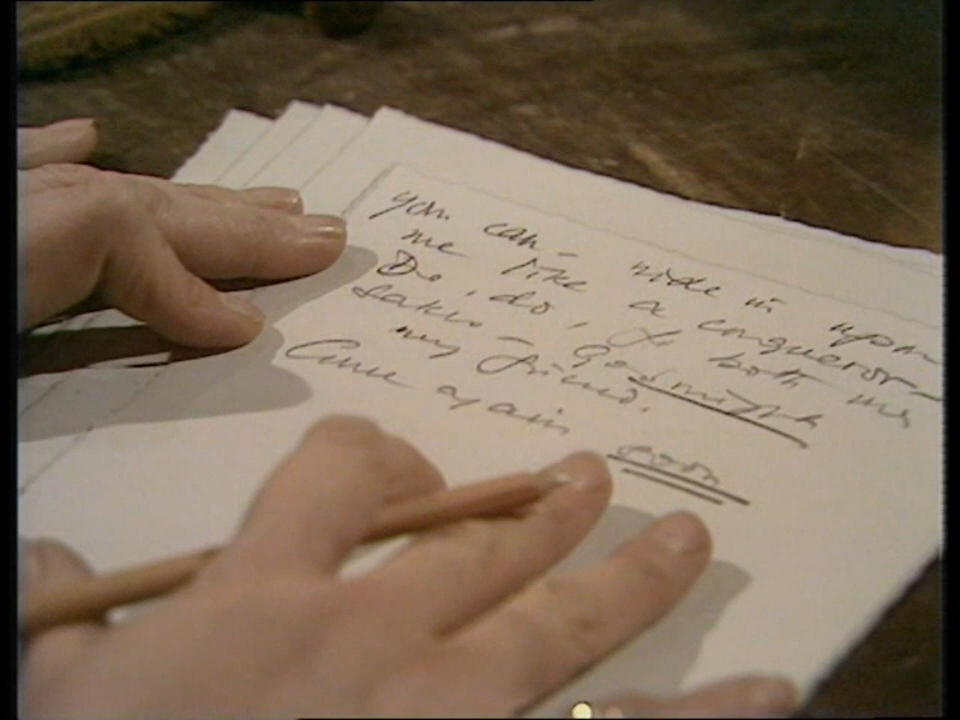 you can – ride in upon
me like a conqueror –
Do, do, for both our
sakes – Goodnight
my friend.
Come again soon